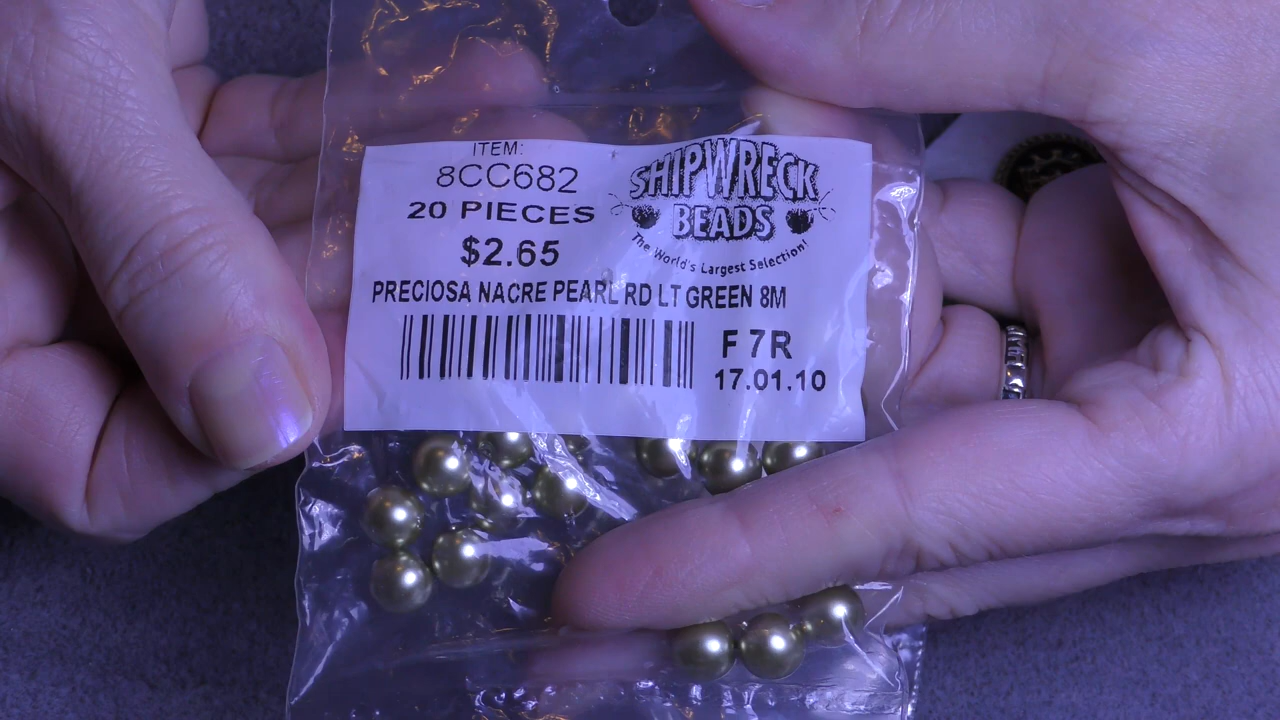 ITEM:
8CC682
20 PIECES
$2.65
SHIPWRECK
BEADS
The World's Largest Selection!
PRECIOSA NACRE PEARL RD LT GREEN 8M
F 7R
17.01.10